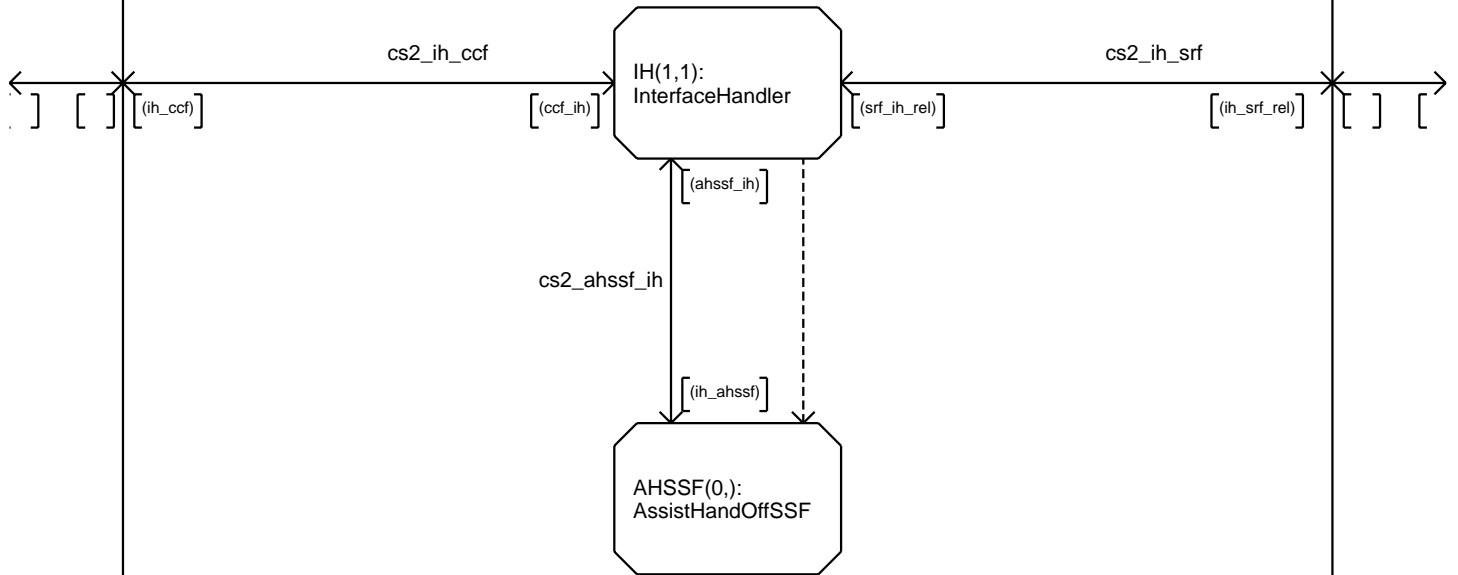 cs2_ih_ccf
cs2_ih_srf
IH(1,1):
InterfaceHandler
] [ ] [(ih_ccf)]
[(ccf_ih)]
[(srf_ih_rel)]
[(ih_srf_rel)] [ ] [
[(ahssf_ih)]
cs2_ahssf_ih
[(ih_ahssf)]
AHSSF(0,):
AssistHandOffSSF